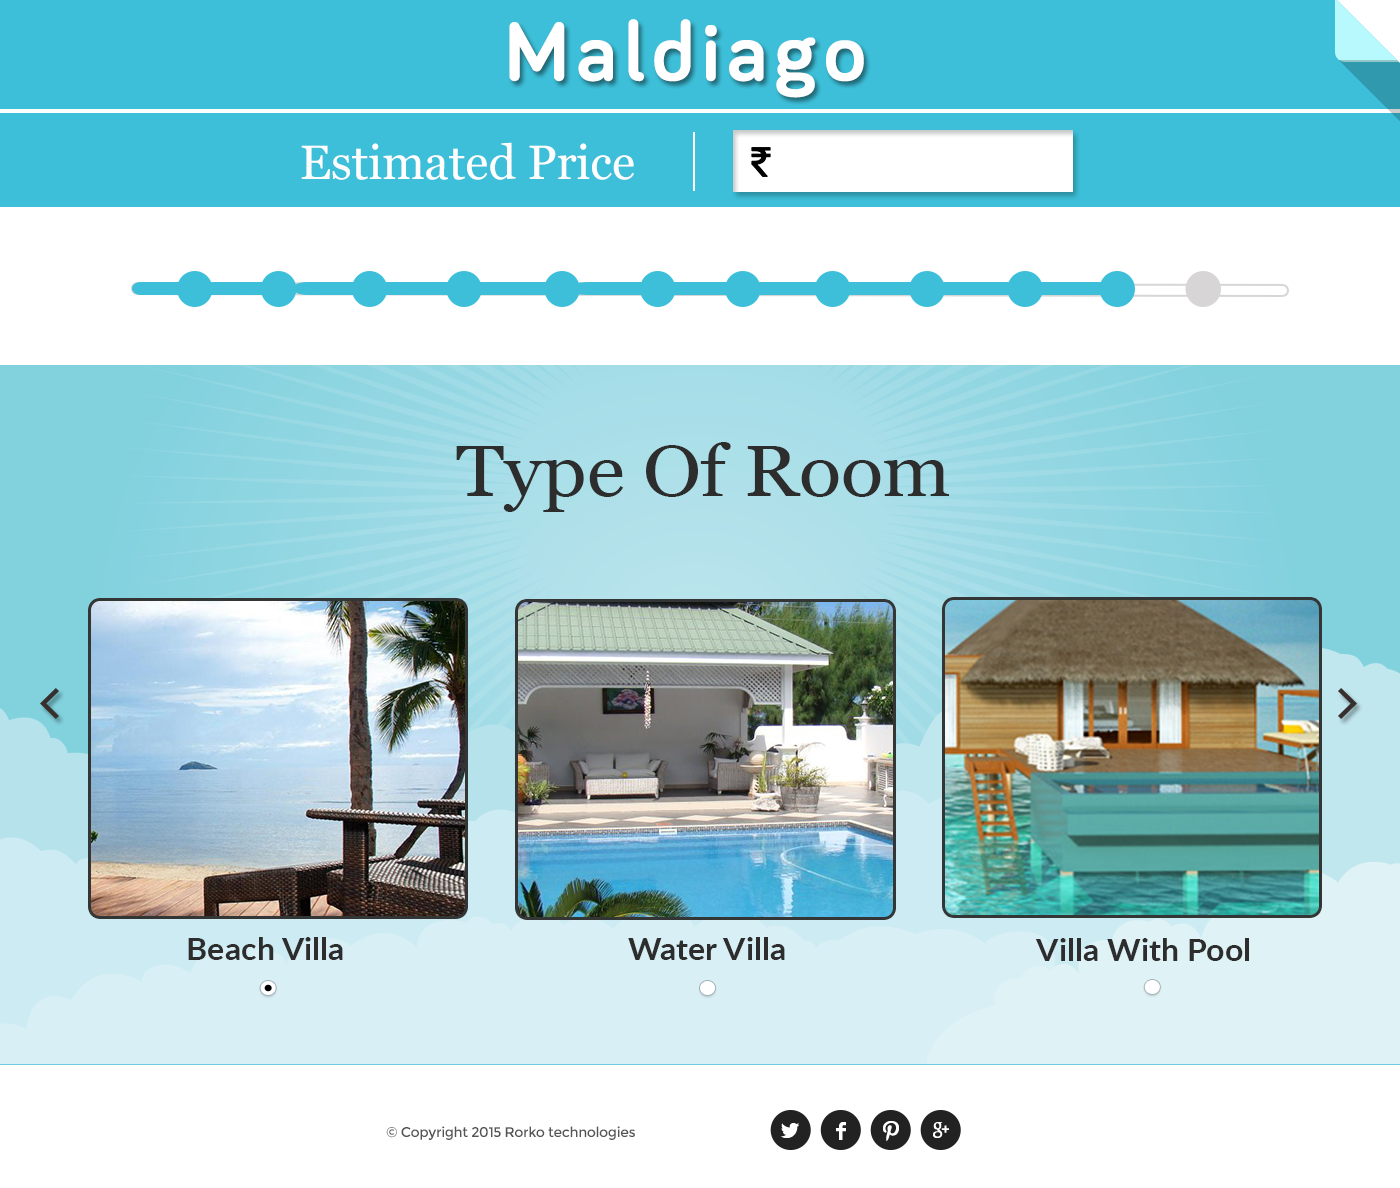 Maldiago
Estimated Price
₹
Type Of Room
Beach Villa
Water Villa
Villa With Pool
© Copyright 2015 Rorko technologies